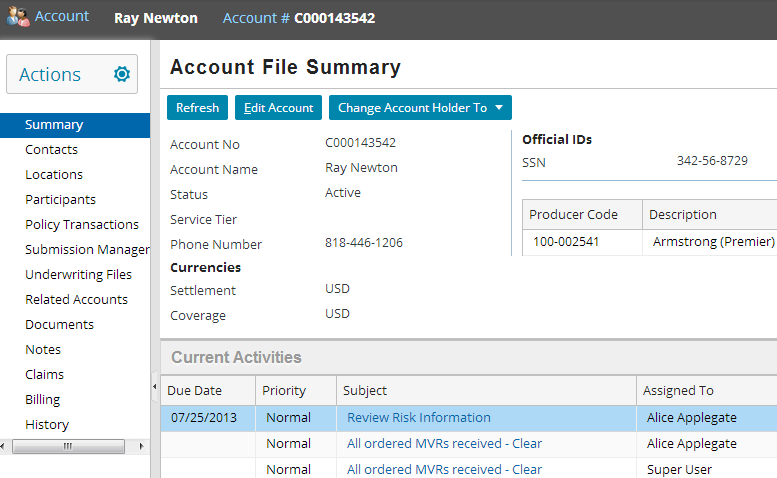 Account Ray Newton Account # C000143542
Actions
Summary
Contacts
Locations
Participants
Policy Transactions
Submission Manager
Underwriting Files
Related Accounts
Documents
Notes
Claims
Billing
History
Account File Summary
Refresh Edit Account Change Account Holder To
Account No C000143542
Account Name Ray Newton
Status Active
Service Tier
Phone Number 818-446-1206
Currencies
Settlement USD
Coverage USD
Official IDs
SSN 342-56-8729
Producer Code Description
100-002541 Armstrong (Premier)
Current Activities
Due Date Priority Subject Assigned To
07/25/2013 Normal Review Risk Information Alice Applegate
Normal All ordered MVRs received - Clear Alice Applegate
Normal All ordered MVRs received - Clear Super User